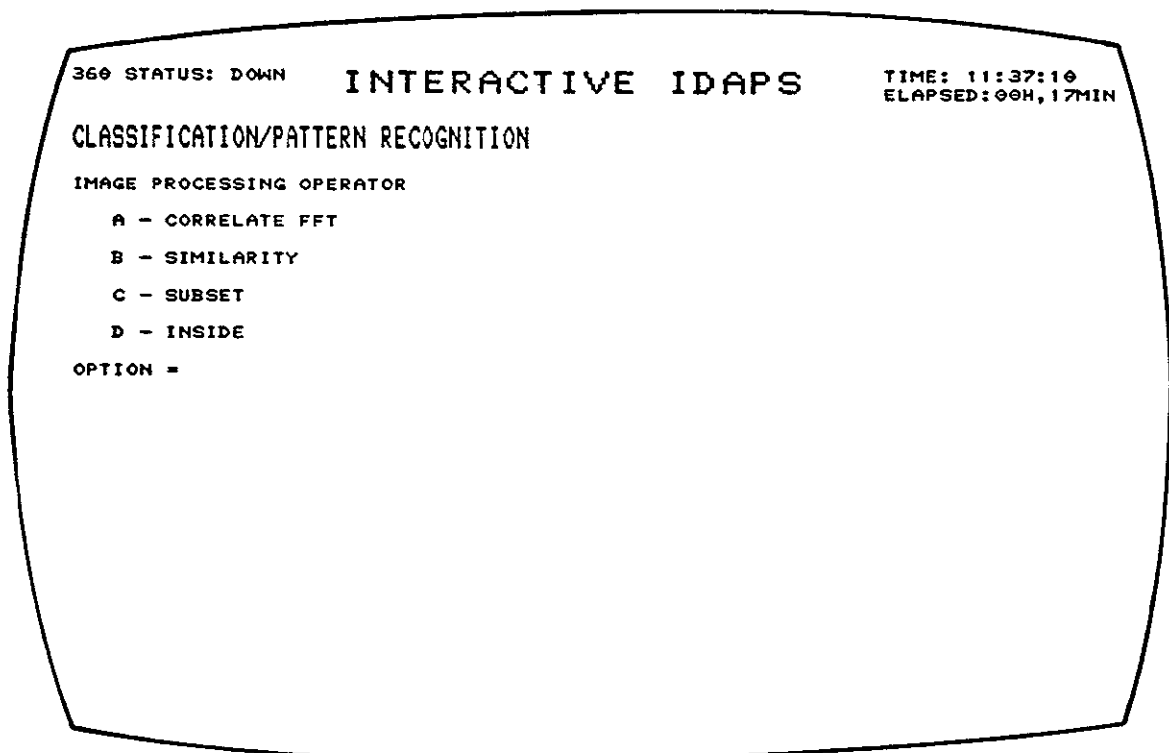 360 STATUS: DOWN
INTERACTIVE IDAPS
TIME: 11:37:10
ELAPSED:00H,17MIN
CLASSIFICATION/PATTERN RECOGNITION
IMAGE PROCESSING OPERATOR
A - CORRELATE FFT
B - SIMILARITY
C - SUBSET
D - INSIDE
OPTION =